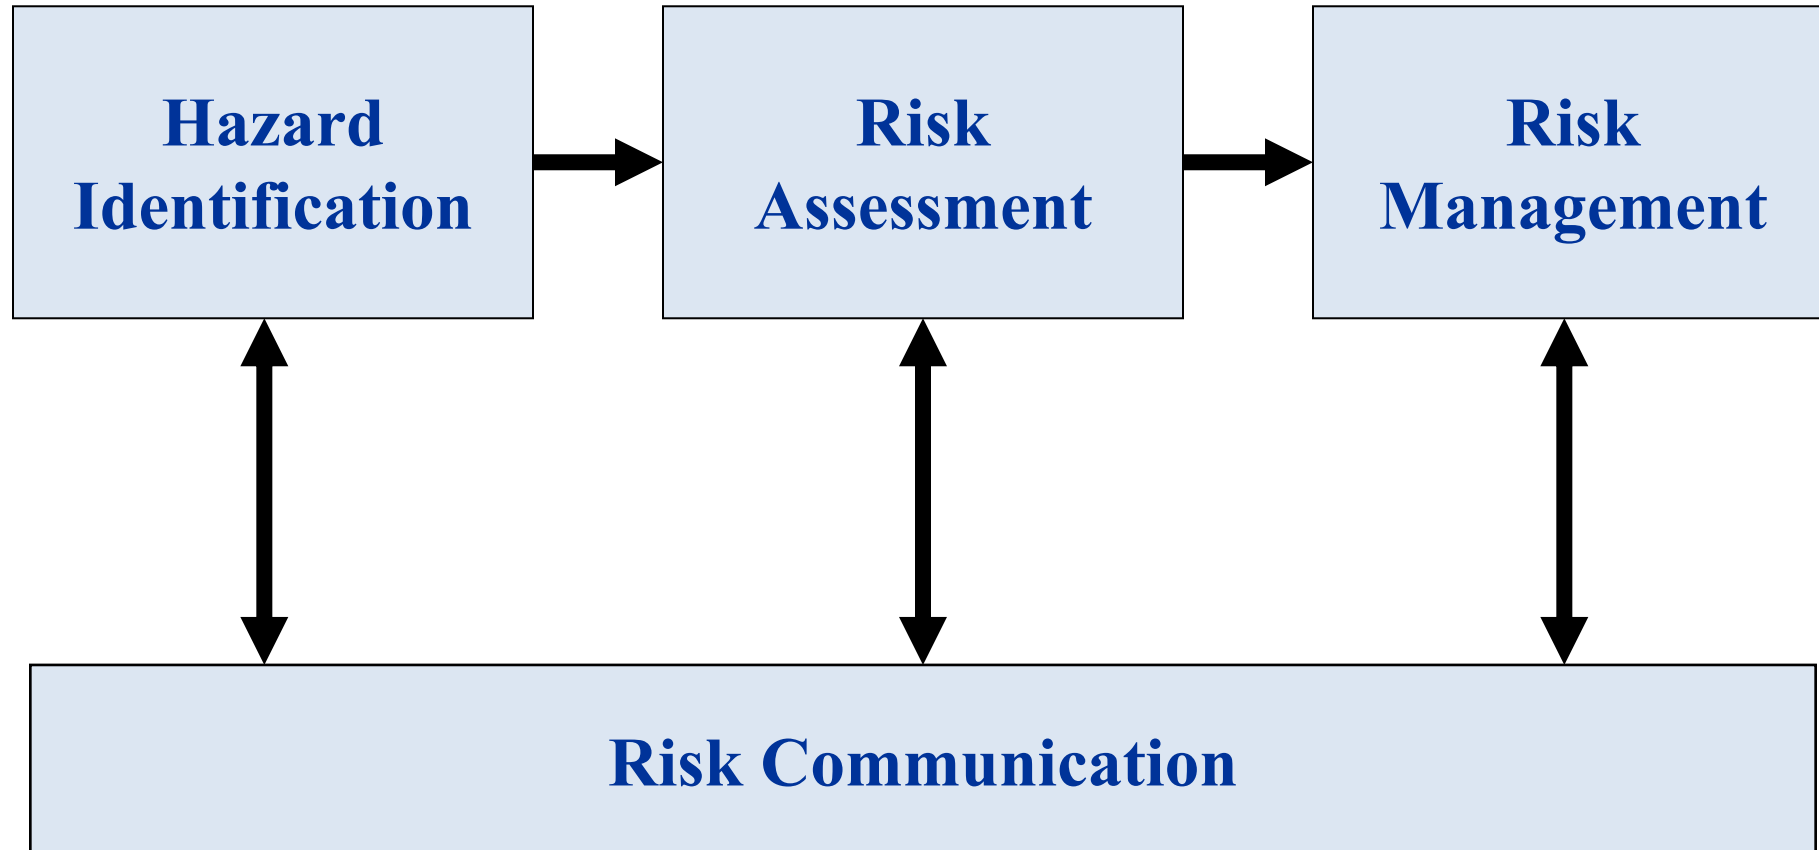 Hazard
Identification
Risk
Assessment
Risk
Management
Risk Communication